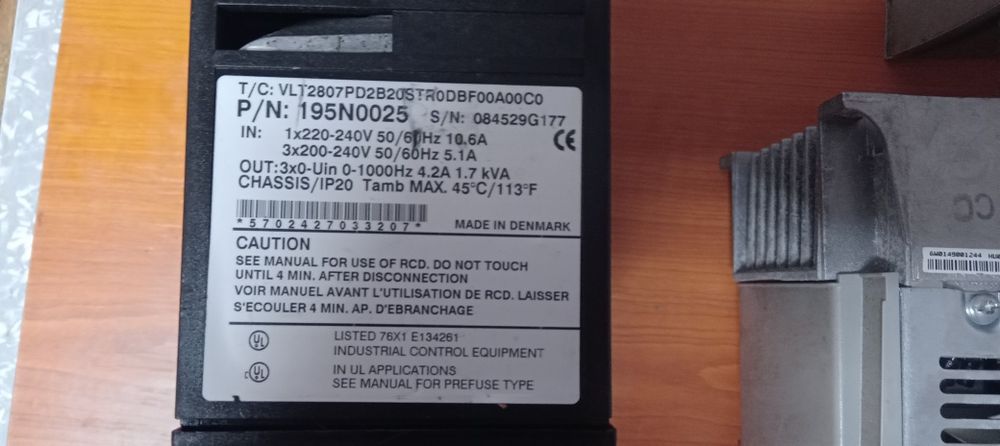 T/C: VLT2807PD2B20STR0DBF00A00C0
P/N: 195N0025 S/N: 084529G177
IN: 1x220-240V 50/60Hz 10.6A
3x200-240V 50/60Hz 5.1A
CE
OUT:3x0-Uin 0-1000Hz 4.2A 1.7 kVA
CHASSIS/IP20 Tamb MAX. 45°C/113°F
*5702427033207*
MADE IN DENMARK
CAUTION
SEE MANUAL FOR USE OF RCD. DO NOT TOUCH
UNTIL 4 MIN. AFTER DISCONNECTION
VOIR MANUEL AVANT L'UTILISATION DE RCD. LAISSER
S'ECOULER 4 MIN. AP. D'EBRANCHAGE
UL LISTED 76X1 E134261
INDUSTRIAL CONTROL EQUIPMENT
C UL IN UL APPLICATIONS
SEE MANUAL FOR PREFUSE TYPE
CC